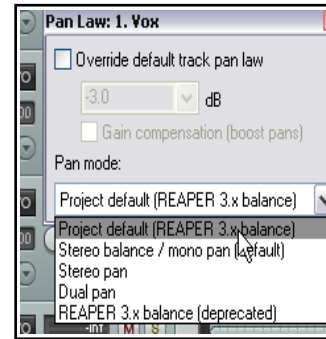 Pan Law: 1. Vox
Override default track pan law
-3.0 dB
Gain compensation (boost pans)
Pan mode:
Project default (REAPER 3.x balance)
Project default (REAPER 3.x balance)
Stereo balance / mono pan (default)
Stereo pan
Dual pan
REAPER 3.x balance (deprecated)
M S